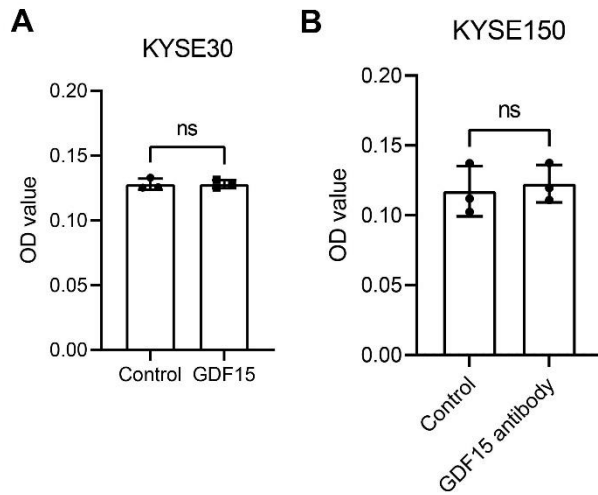 A
KYSE30
OD value
0.20
0.15
0.10
0.05
0.00
ns
Control GDF15
B
KYSE150
OD value
0.20
0.15
0.10
0.05
0.00
ns
Control
GDF15 antibody